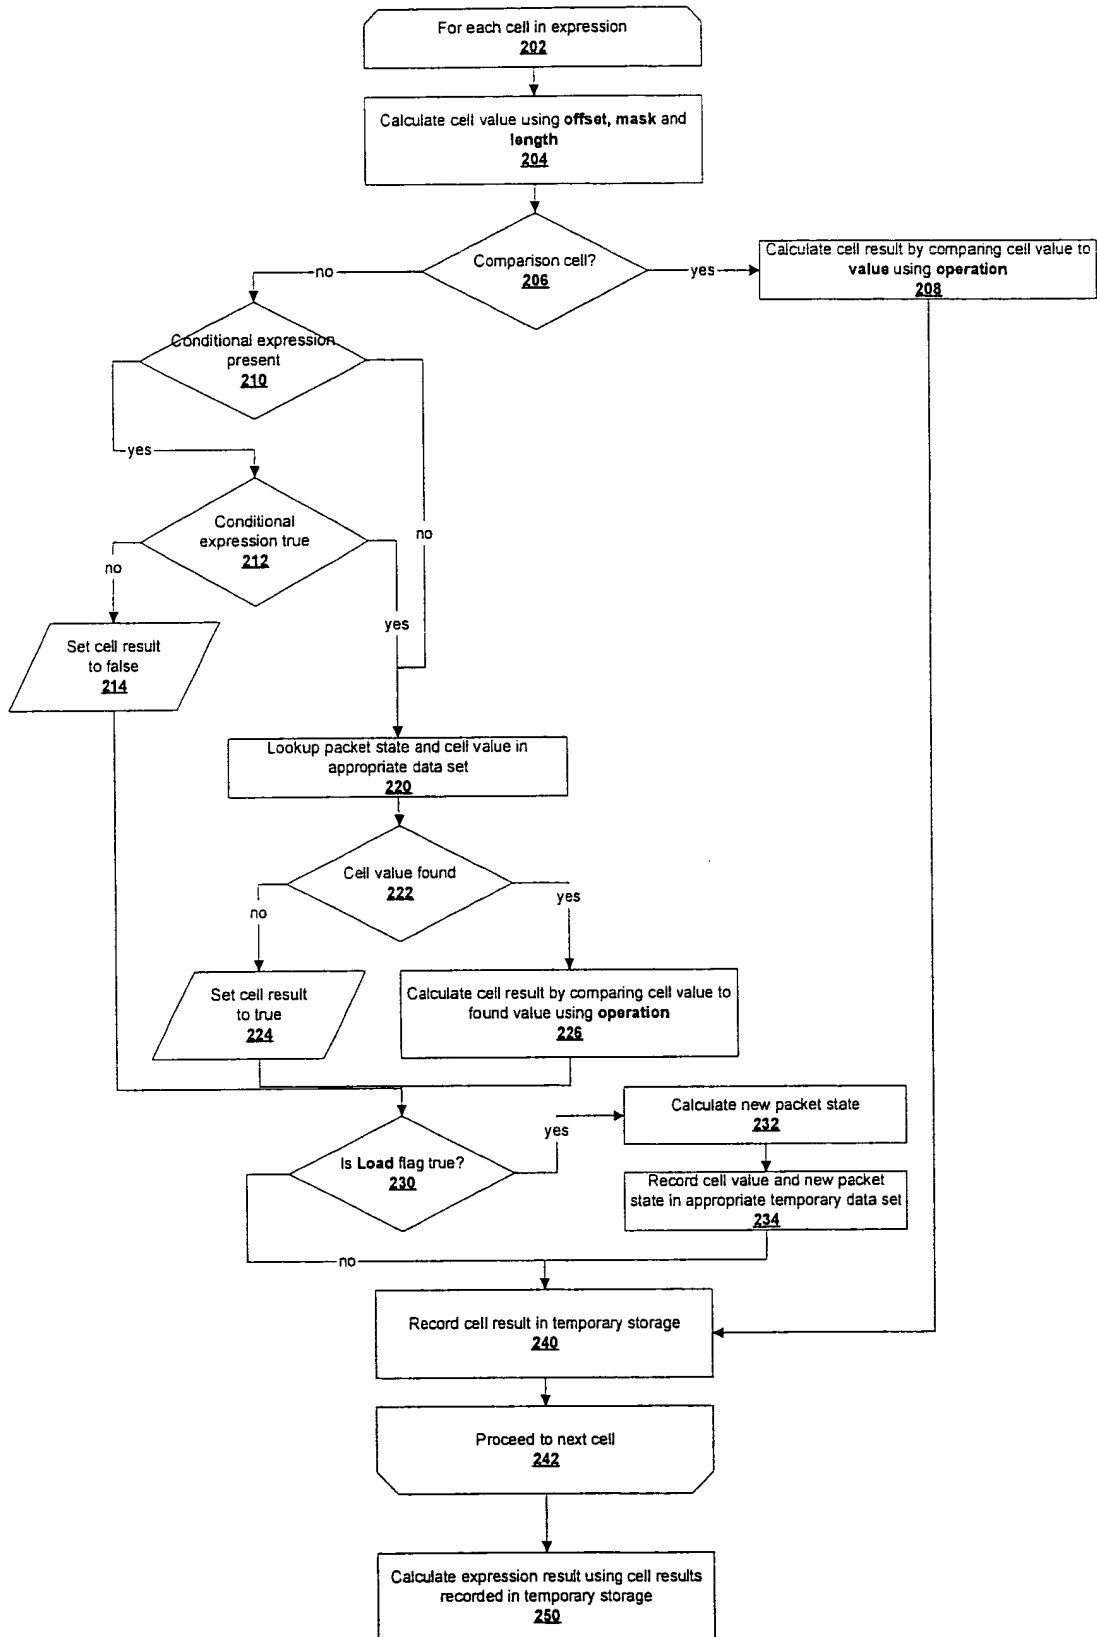 For each cell in expression
202
Calculate cell value using offset, mask and
length
204
Comparison cell?
206
no
yes
Calculate cell result by comparing cell value to
value using operation
208
Conditional expression
present
210
yes
no
Conditional
expression true
212
no
yes
Set cell result
to false
214
Lookup packet state and cell value in
appropriate data set
220
Cell value found
222
no
yes
Set cell result
to true
224
Calculate cell result by comparing cell value to
found value using operation
226
Is Load flag true?
230
yes
no
Calculate new packet state
232
Record cell value and new packet
state in appropriate temporary data set
234
Record cell result in temporary storage
240
Proceed to next cell
242
Calculate expression result using cell results
recorded in temporary storage
250